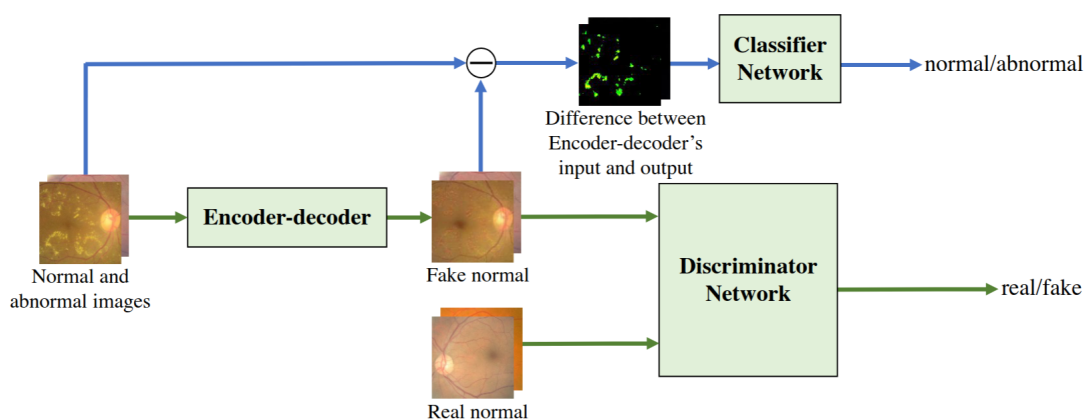 Classifier
Network
normal/abnormal
Difference between
Encoder-decoder's
input and output
Encoder-decoder
Normal and
abnormal images
Fake normal
Discriminator
Network
real/fake
Real normal